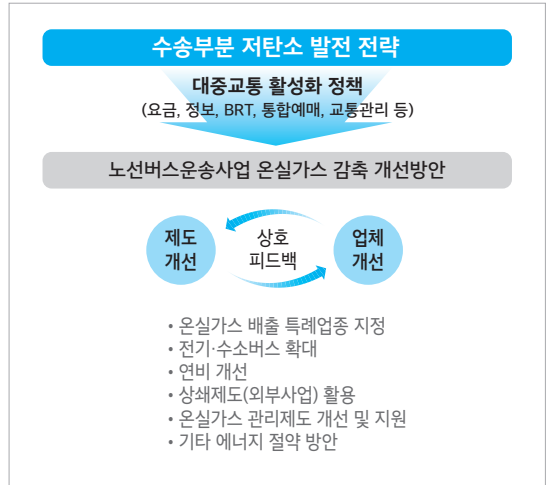 수송부분 저탄소 발전 전략
대중교통 활성화 정책
(요금, 정보, BRT, 통합예매, 교통관리 등)
노선버스운송사업 온실가스 감축 개선방안
제도
개선
상호
피드백
업체
개선
• 온실가스 배출 특례업종 지정
• 전기·수소버스 확대
• 연비 개선
• 상쇄제도(외부사업) 활용
• 온실가스 관리제도 개선 및 지원
• 기타 에너지 절약 방안